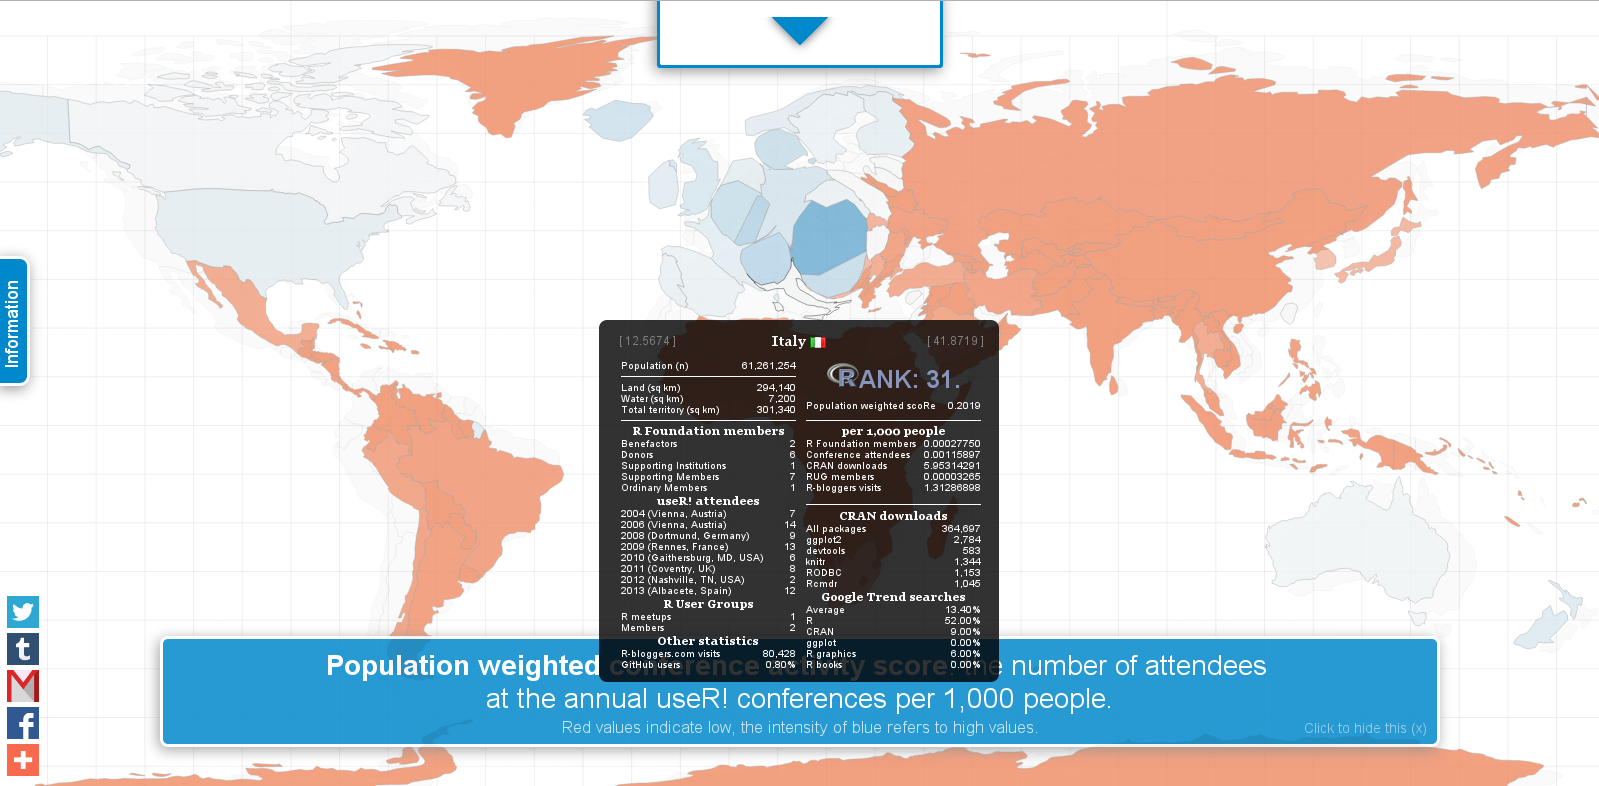 Information
[ 12.5674 ] Italy [ 41.8719 ]
Population (n) 61,261,254
Land (sq km) 294,140
Water (sq km) 7,200
Total territory (sq km) 301,340
R Foundation members
Benefactors 2
Donors 6
Supporting Institutions 1
Supporting Members 7
Ordinary Members 1
useR! attendees
2004 (Vienna, Austria) 7
2006 (Vienna, Austria) 14
2008 (Dortmund, Germany) 9
2009 (Rennes, France) 13
2010 (Gaithersburg, MD, USA) 6
2011 (Coventry, UK) 8
2012 (Nashville, TN, USA) 2
2013 (Albacete, Spain) 12
R User Groups
R meetups 1
Members 2
Other statistics
R-bloggers.com visits 80,428
GitHub users 0.80%
RANK: 31.
Population weighted scoRe 0.2019
per 1,000 people
R Foundation members 0.00027750
Conference attendees 0.00115897
CRAN downloads 5.95314291
RUG members 0.00003265
R-bloggers visits 1.31286898
CRAN downloads
All packages 364,697
ggplot2 2,784
devtools 583
knitr 1,344
RODBC 1,153
Rcmdr 1,045
Google Trend searches
Average 13.40%
R 52.00%
CRAN 9.00%
ggplot 0.00%
R graphics 6.00%
R books 0.00%
Population weighted conference activity score: the number of attendees
at the annual useR! conferences per 1,000 people.
Red values indicate low, the intensity of blue refers to high values.
Click to hide this (x)